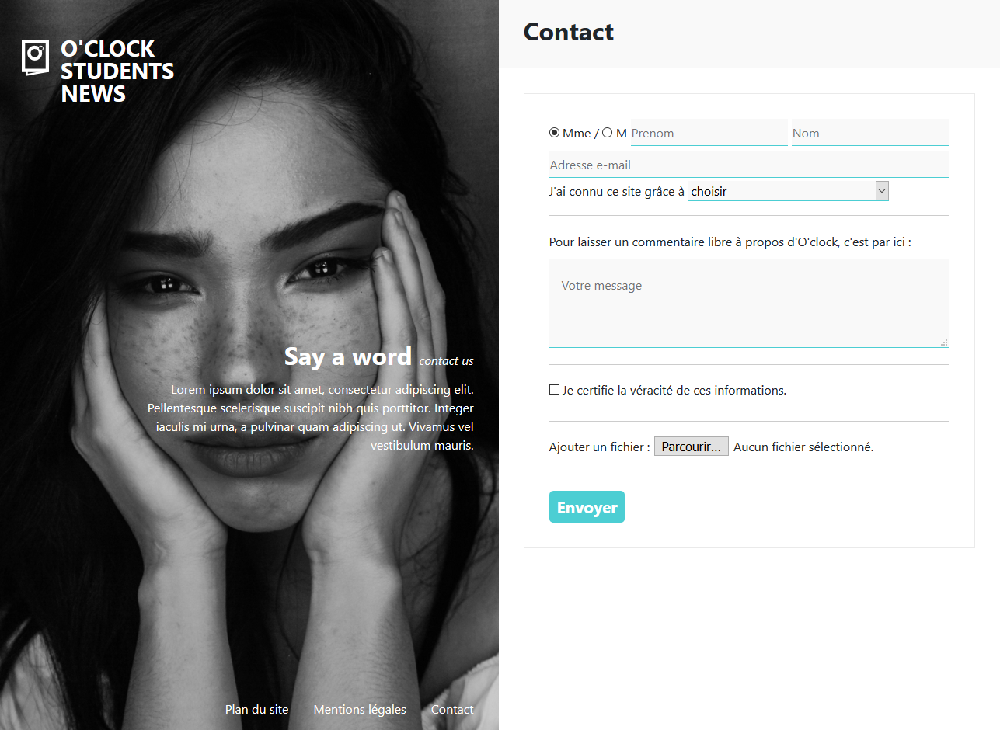 O'CLOCK
STUDENTS
NEWS
Say a word contact us
Lorem ipsum dolor sit amet, consectetur adipiscing elit.
Pellentesque scelerisque suscipit nibh quis porttitor. Integer
iaculis mi urna, a pulvinar quam adipiscing ut. Vivamus vel
vestibulum mauris.
Plan du site Mentions légales Contact
Contact
Mme / M Prenom Nom
Adresse e-mail
J'ai connu ce site grâce à choisir
Pour laisser un commentaire libre à propos d'O'clock, c'est par ici :
Votre message
Je certifie la véracité de ces informations.
Ajouter un fichier : Parcourir... Aucun fichier sélectionné.
Envoyer